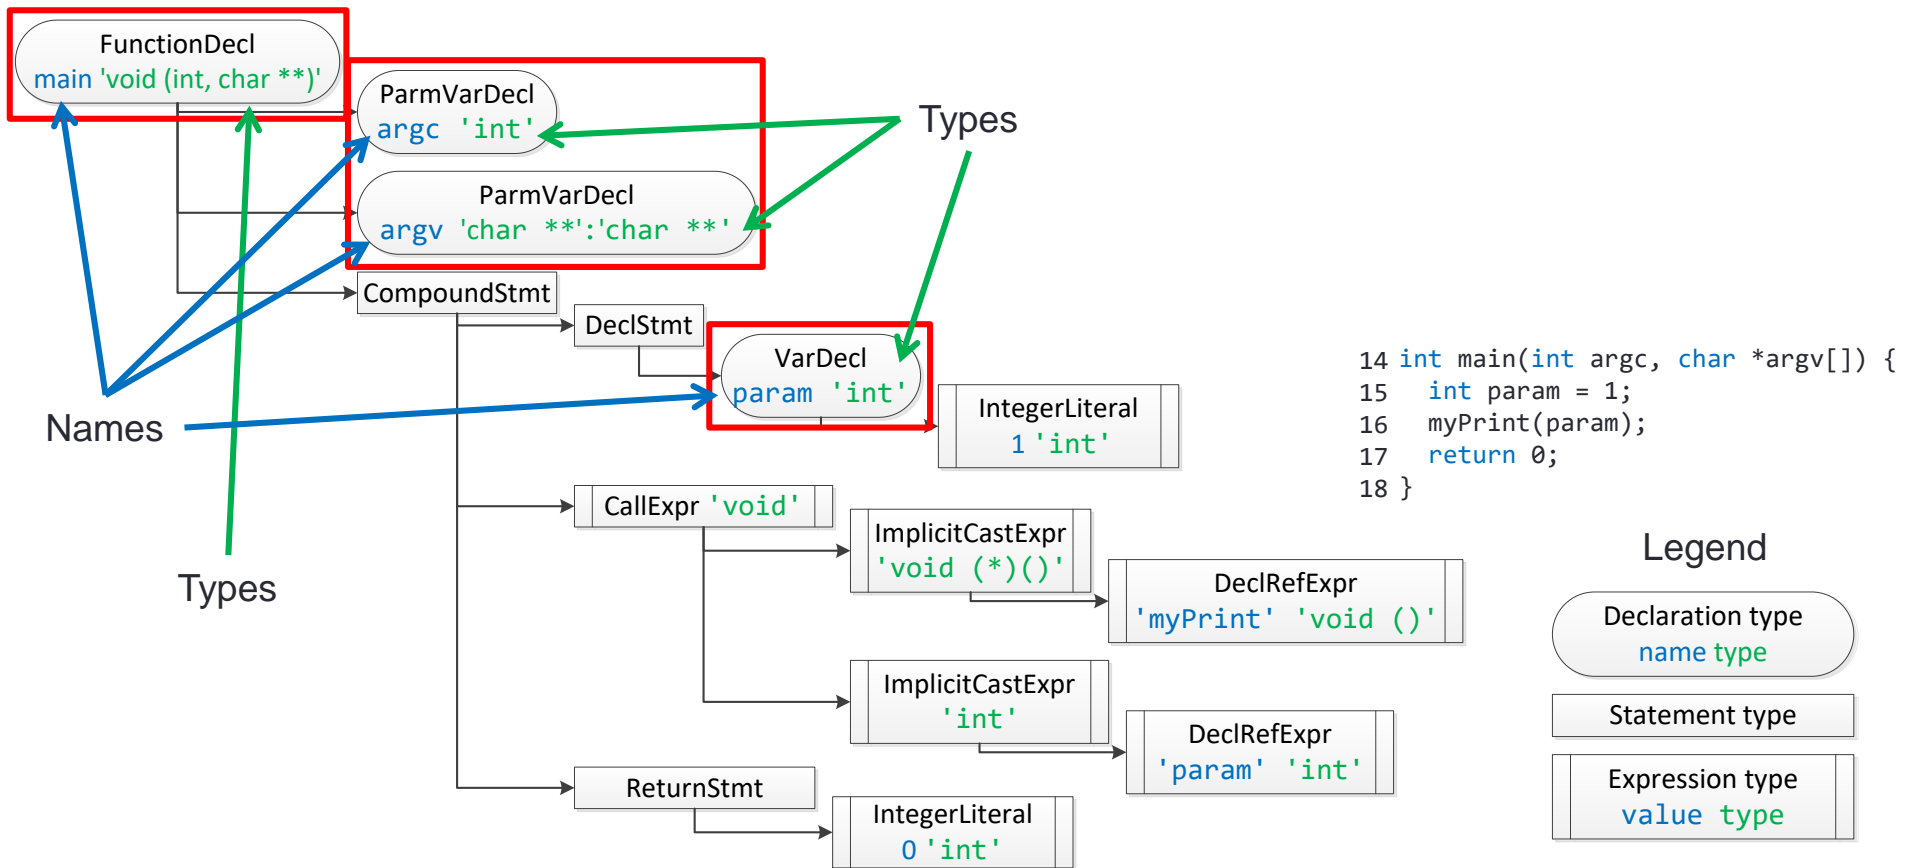 FunctionDecl
main 'void (int, char **)'
ParmVarDecl
argc 'int'
Types
ParmVarDecl
argv 'char **':'char **'
CompoundStmt
DeclStmt
VarDecl
param 'int'
Names
IntegerLiteral
1 'int'
14 int main(int argc, char *argv[]) {
15 int param = 1;
16 myPrint(param);
17 return 0;
18 }
CallExpr 'void'
ImplicitCastExpr
'void (*)()'
Types
DeclRefExpr
'myPrint' 'void ()'
ImplicitCastExpr
'int'
DeclRefExpr
'param' 'int'
ReturnStmt
IntegerLiteral
0 'int'
Legend
Declaration type
name type
Statement type
Expression type
value type